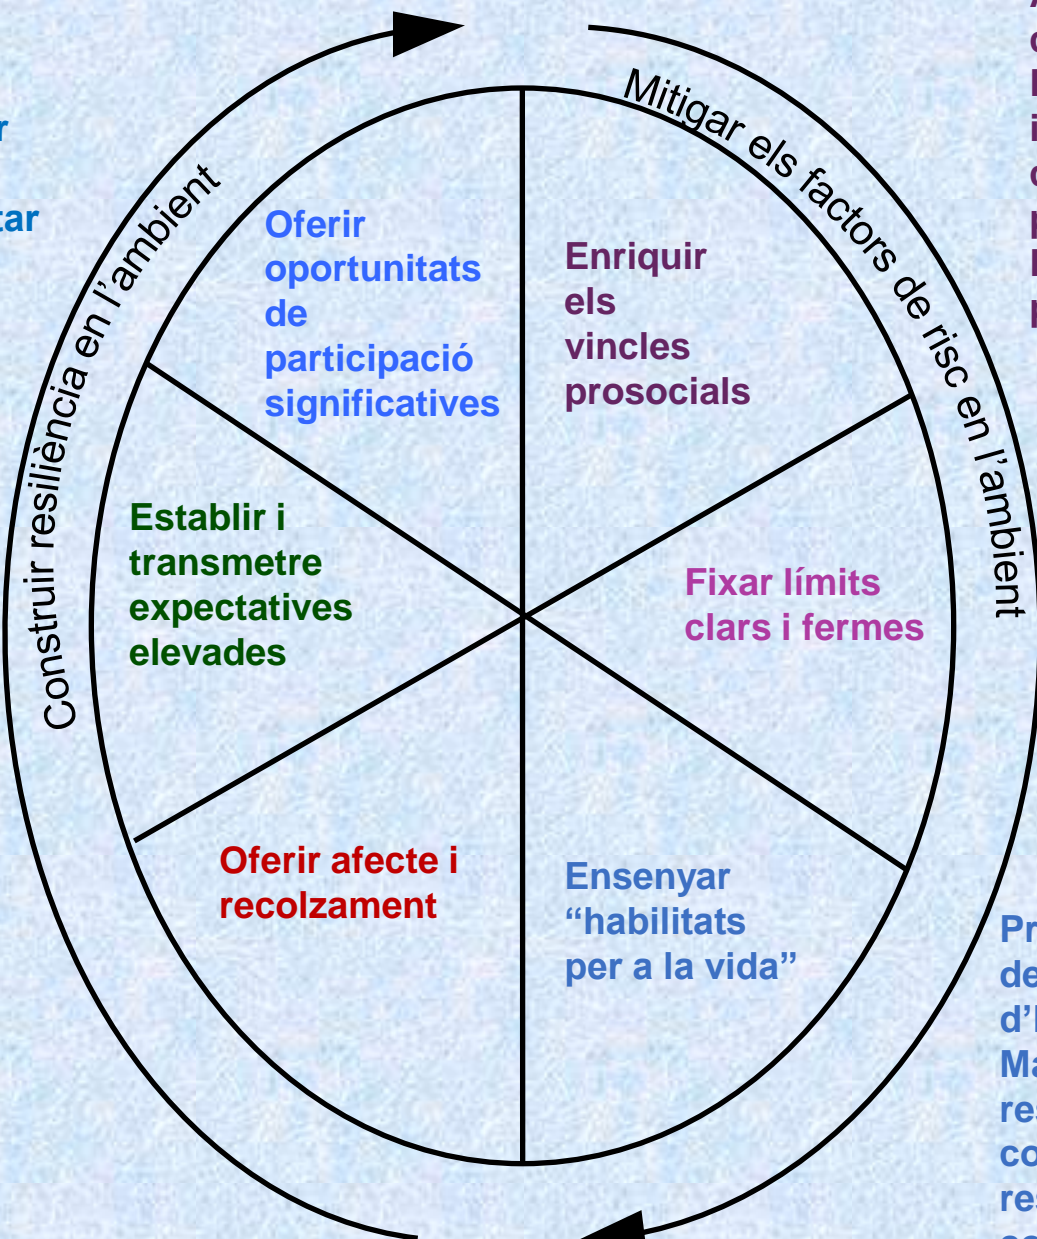 Construir resiliència en l’ambient
Mitigar els factors de risc en l’ambient
Oferir
oportunitats
de
participació
significatives
Enriquir
els
vincles
prosocials
Establir i
transmetre
expectatives
elevades
Fixar límits
clars i fermes
Oferir afecte i
recolzament
Ensenyar
“habilitats
per a la vida”